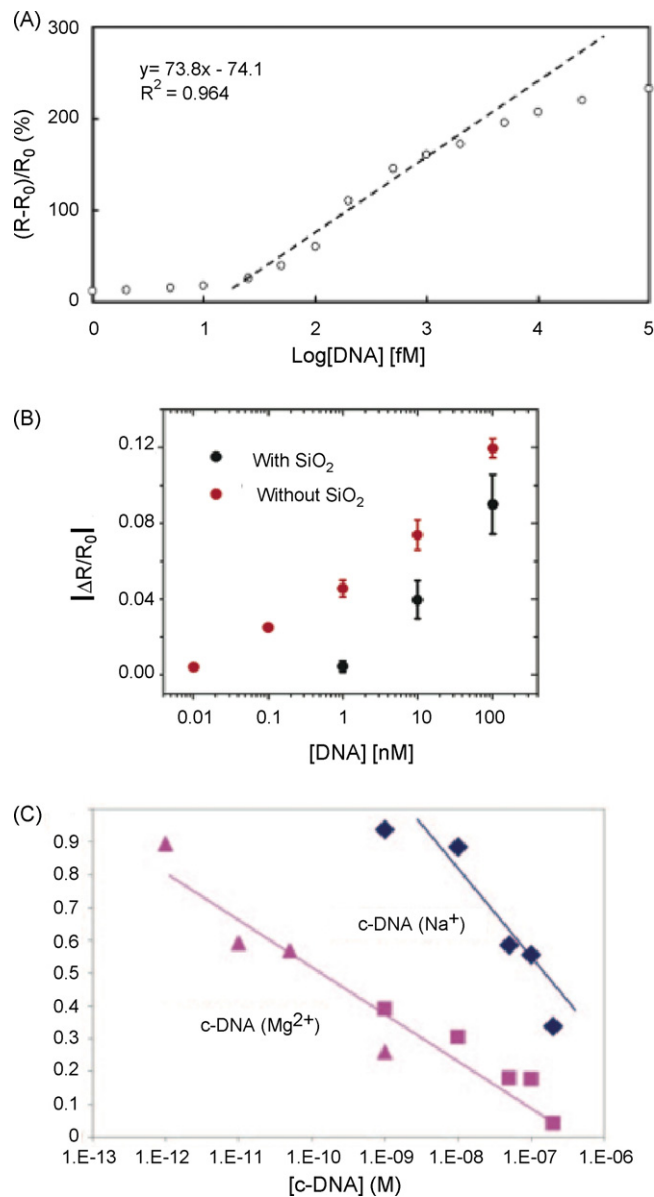 (A)
300
200
100
0
(R-R₀)/R₀ (%)
y= 73.8x - 74.1
R² = 0.964
0 1 2 3 4 5
Log[DNA] [fM]
(B)
0.12
0.08
0.04
0.00
|ΔR/R₀|
With SiO₂
Without SiO₂
0.01 0.1 1 10 100
[DNA] [nM]
(C)
0.9
0.8
0.7
0.6
0.5
0.4
0.3
0.2
0.1
0
c-DNA (Na⁺)
c-DNA (Mg²⁺)
1.E-13 1.E-12 1.E-11 1.E-10 1.E-09 1.E-08 1.E-07 1.E-06
[c-DNA] (M)